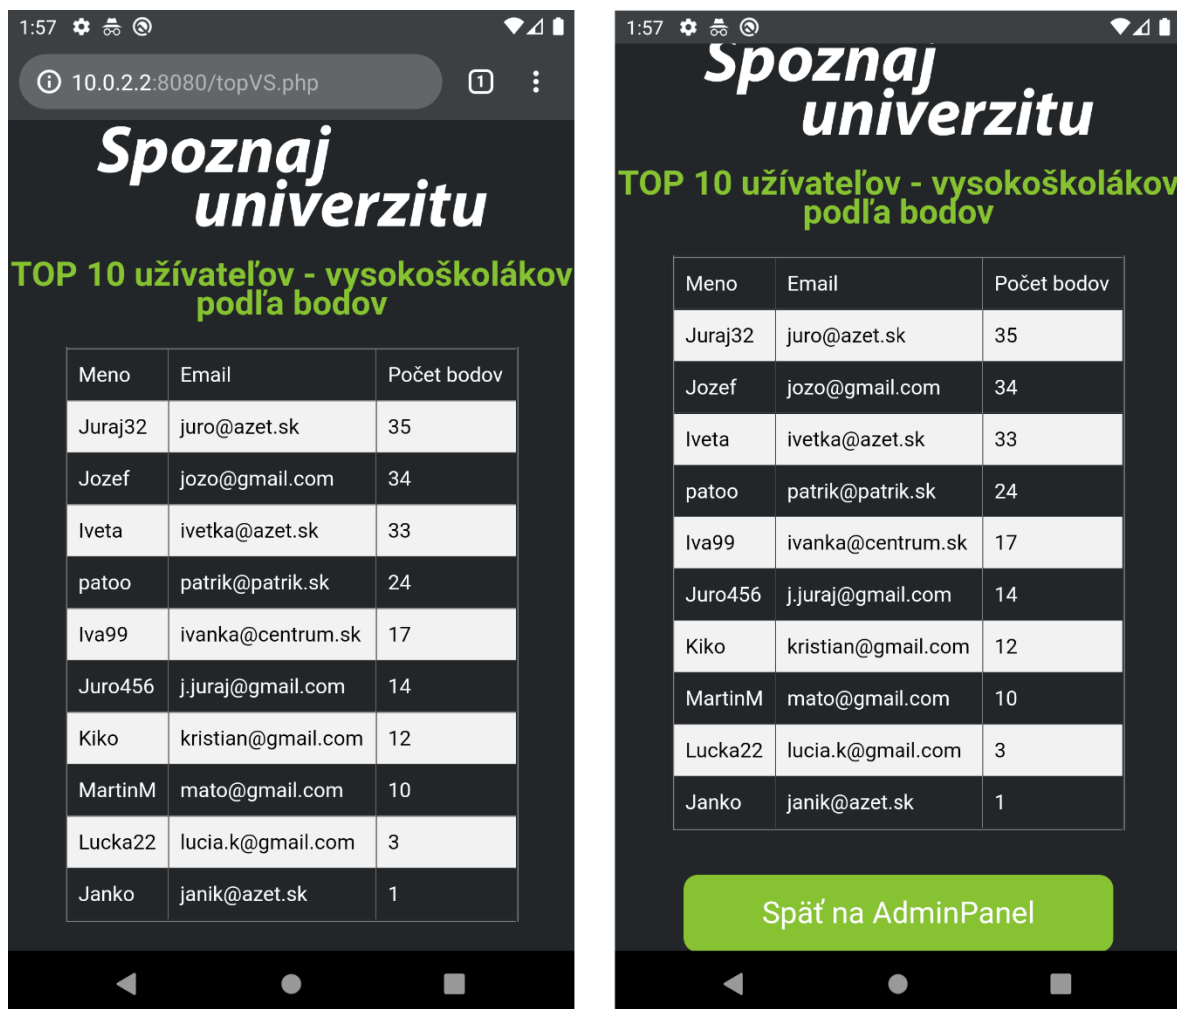 1:57
10.0.2.2:8080/topVS.php
1
Spoznaj
univerzitu
TOP 10 užívateľov - vysokoškolákov
podľa bodov
Meno Email Počet bodov
Juraj32 juro@azet.sk 35
Jozef jozo@gmail.com 34
Iveta ivetka@azet.sk 33
patoo patrik@patrik.sk 24
Iva99 ivanka@centrum.sk 17
Juro456 j.juraj@gmail.com 14
Kiko kristian@gmail.com 12
MartinM mato@gmail.com 10
Lucka22 lucia.k@gmail.com 3
Janko janik@azet.sk 1
1:57
Spoznaj
univerzitu
TOP 10 užívateľov - vysokoškolákov
podľa bodov
Meno Email Počet bodov
Juraj32 juro@azet.sk 35
Jozef jozo@gmail.com 34
Iveta ivetka@azet.sk 33
patoo patrik@patrik.sk 24
Iva99 ivanka@centrum.sk 17
Juro456 j.juraj@gmail.com 14
Kiko kristian@gmail.com 12
MartinM mato@gmail.com 10
Lucka22 lucia.k@gmail.com 3
Janko janik@azet.sk 1
Späť na AdminPanel